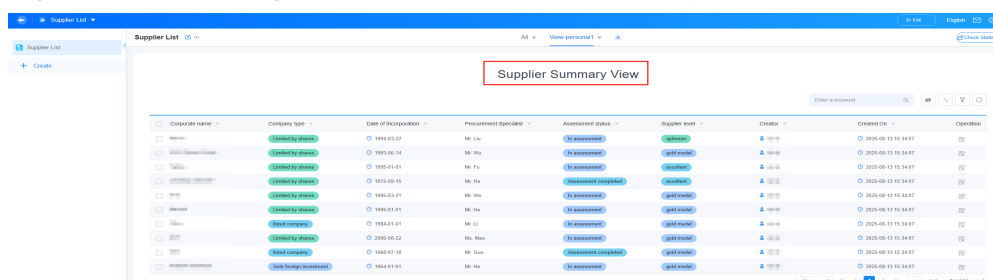 Supplier List
Exit English
Supplier List
Create
Supplier List
All View-personal1
Check Stati
Supplier Summary View
Enter a keyword
Corporate name Company type Date of Incorporation Procurement Specialist Assessment status Supplier level Creator Created On Operation
Limited by shares 1994-03-22 Mr. Liu In assessment optimum 2025-08-13 15:34:07
Limited by shares 1993-06-14 Mr. Wu In assessment gold medal 2025-08-13 15:34:07
Limited by shares 1995-01-01 Mr. Fu In assessment excellent 2025-08-13 15:34:07
Limited by shares 1975-09-15 Mr. He Assessment completed excellent 2025-08-13 15:34:07
Limited by shares 1995-03-21 Mr. Wa In assessment gold medal 2025-08-13 15:34:07
Limited by shares 1995-01-01 Mr. Ha In assessment gold medal 2025-08-13 15:34:07
listed company 1984-01-01 Mr. Li In assessment gold medal 2025-08-13 15:34:07
Limited by shares 2006-08-22 Ms. Mao In assessment gold medal 2025-08-13 15:34:07
listed company 1968-07-18 Mr. Gue Assessment completed gold medal 2025-08-13 15:34:07
Sole foreign investment 1964-01-01 Mr. He In assessment gold medal 2025-08-13 15:34:07